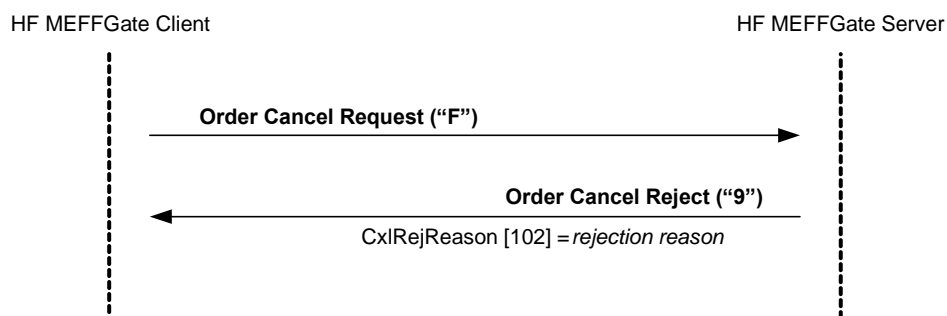 HF MEFFGate Client
HF MEFFGate Server
Order Cancel Request (“F”)
Order Cancel Reject (“9”)
CxlRejReason [102] = rejection reason